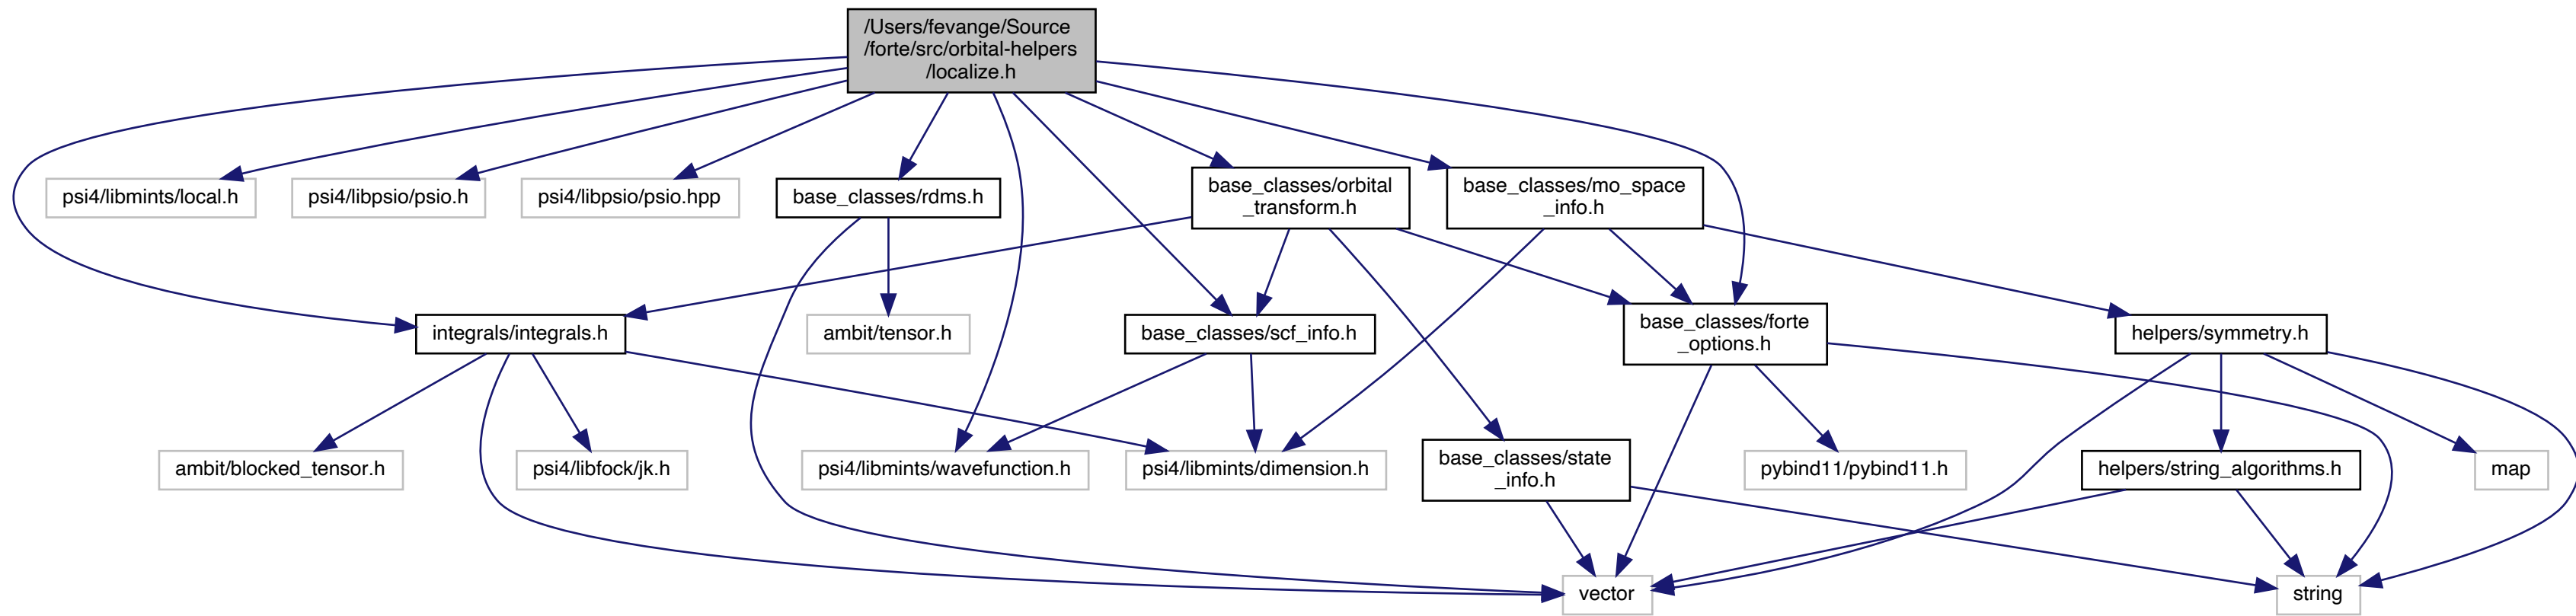 /Users/fevange/Source
/forte/src/orbital-helpers
/localize.h
psi4/libmints/local.h
psi4/libpsio/psio.h
psi4/libpsio/psio.hpp
base_classes/rdms.h
base_classes/orbital
_transform.h
base_classes/mo_space
_info.h
integrals/integrals.h
ambit/tensor.h
base_classes/scf_info.h
base_classes/forte
_options.h
helpers/symmetry.h
ambit/blocked_tensor.h
psi4/libfock/jk.h
psi4/libmints/wavefunction.h
psi4/libmints/dimension.h
base_classes/state
_info.h
pybind11/pybind11.h
helpers/string_algorithms.h
map
vector
string